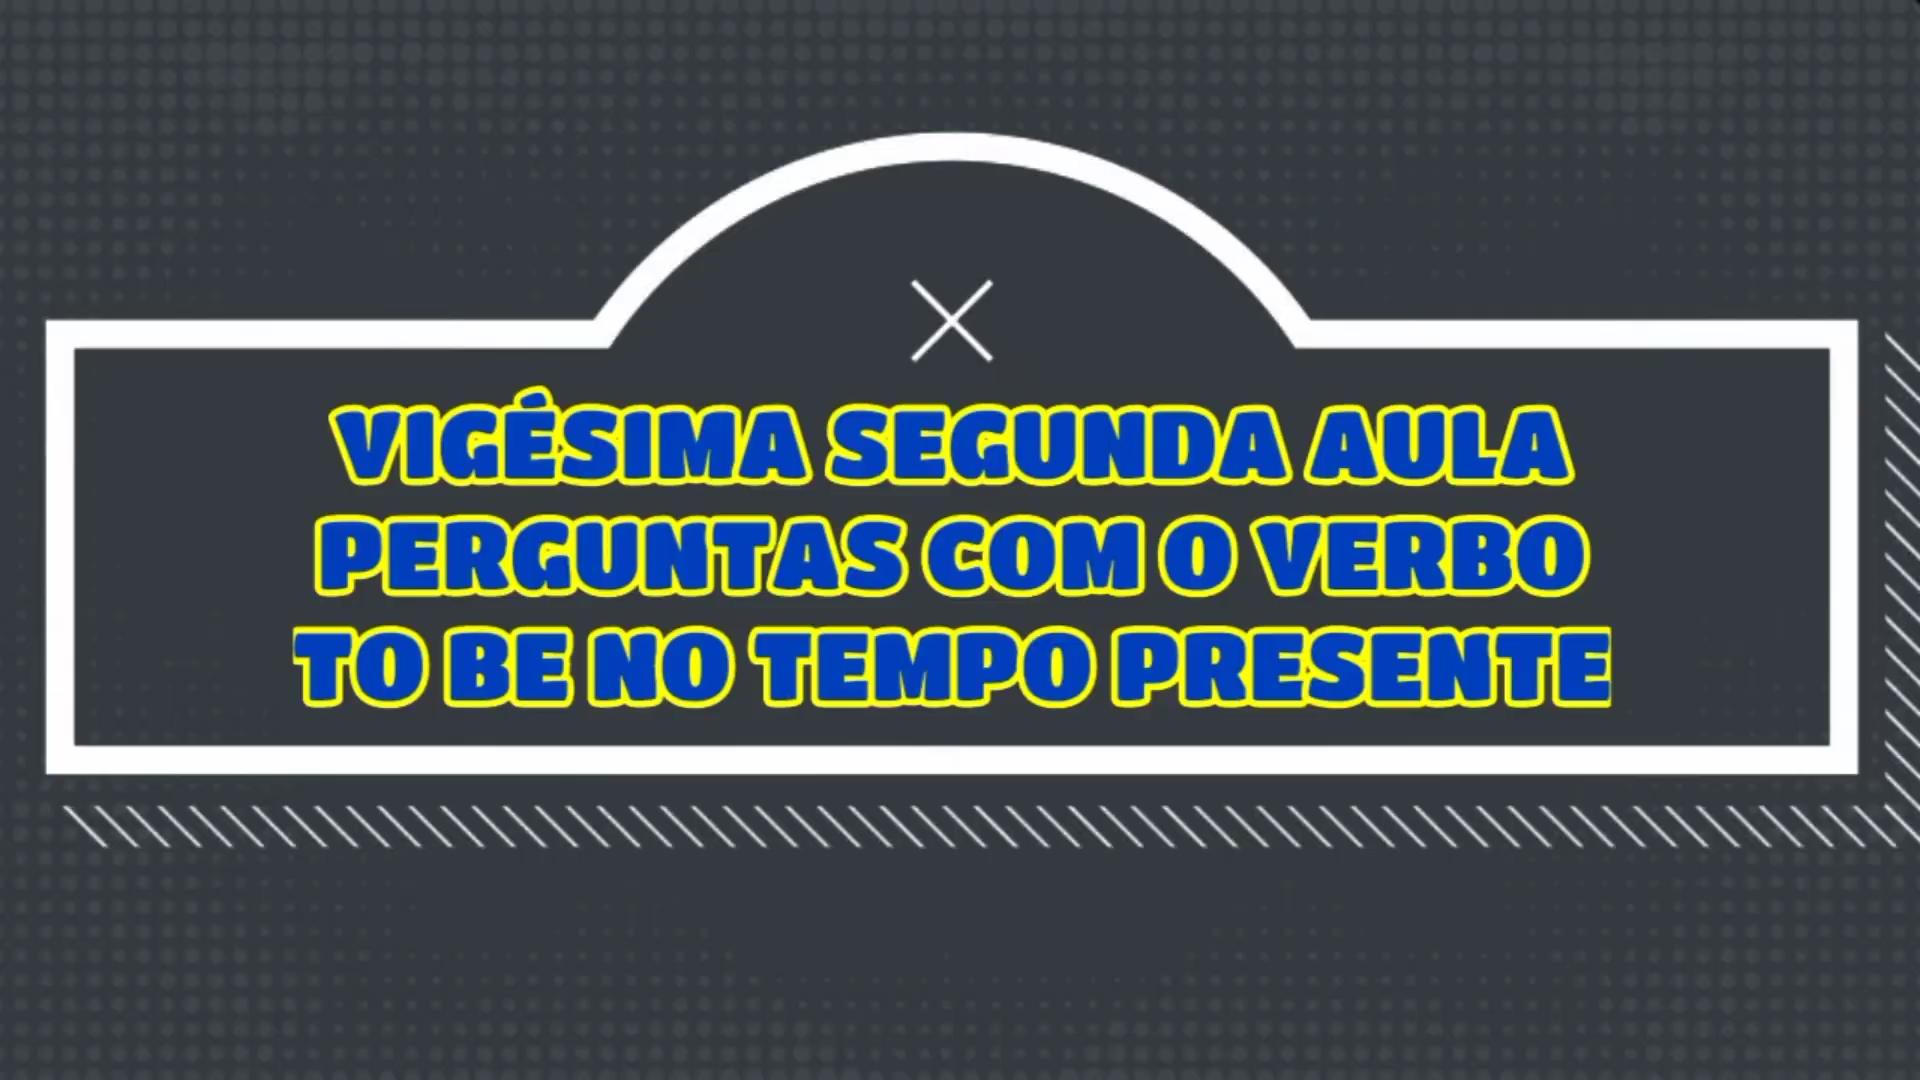 VIGÉSIMA SEGUNDA AULA
PERGUNTAS COM O VERBO
TO BE NO TEMPO PRESENTE